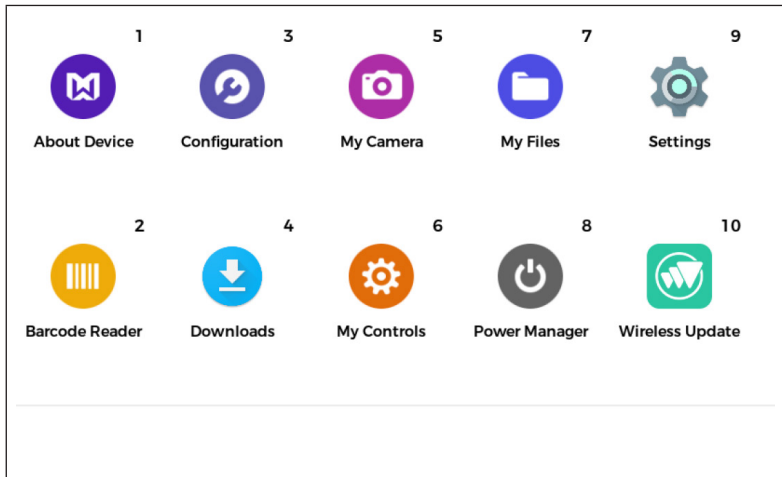 1 3 5 7 9
About Device Configuration My Camera My Files Settings
2 4 6 8 10
Barcode Reader Downloads My Controls Power Manager Wireless Update